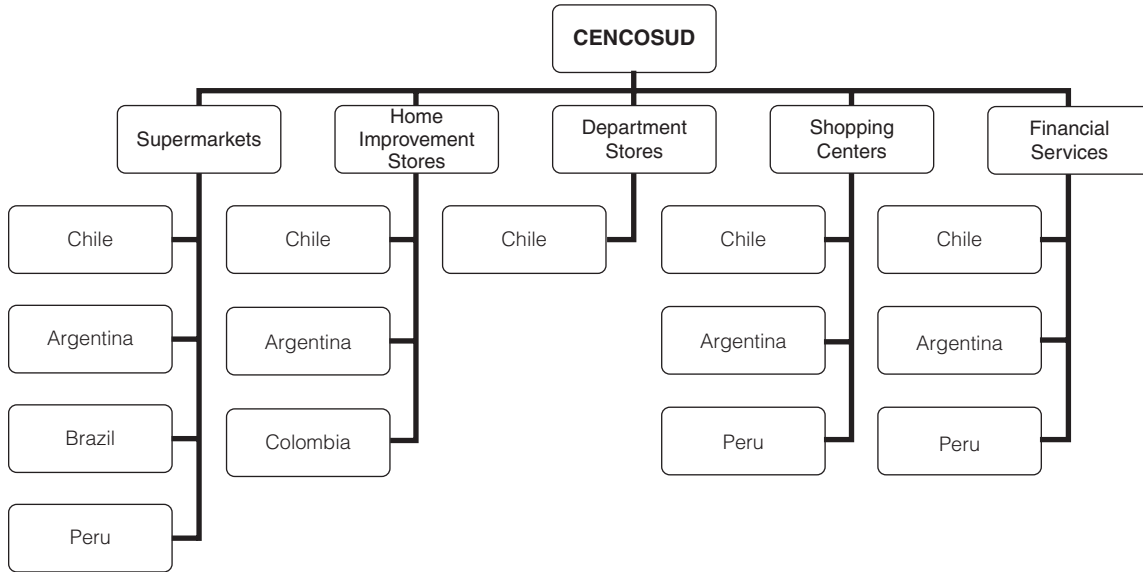 CENCOSUD
Supermarkets
Home
Improvement
Stores
Department
Stores
Shopping
Centers
Financial
Services
Chile
Argentina
Brazil
Peru
Chile
Argentina
Colombia
Chile
Chile
Argentina
Peru
Chile
Argentina
Peru